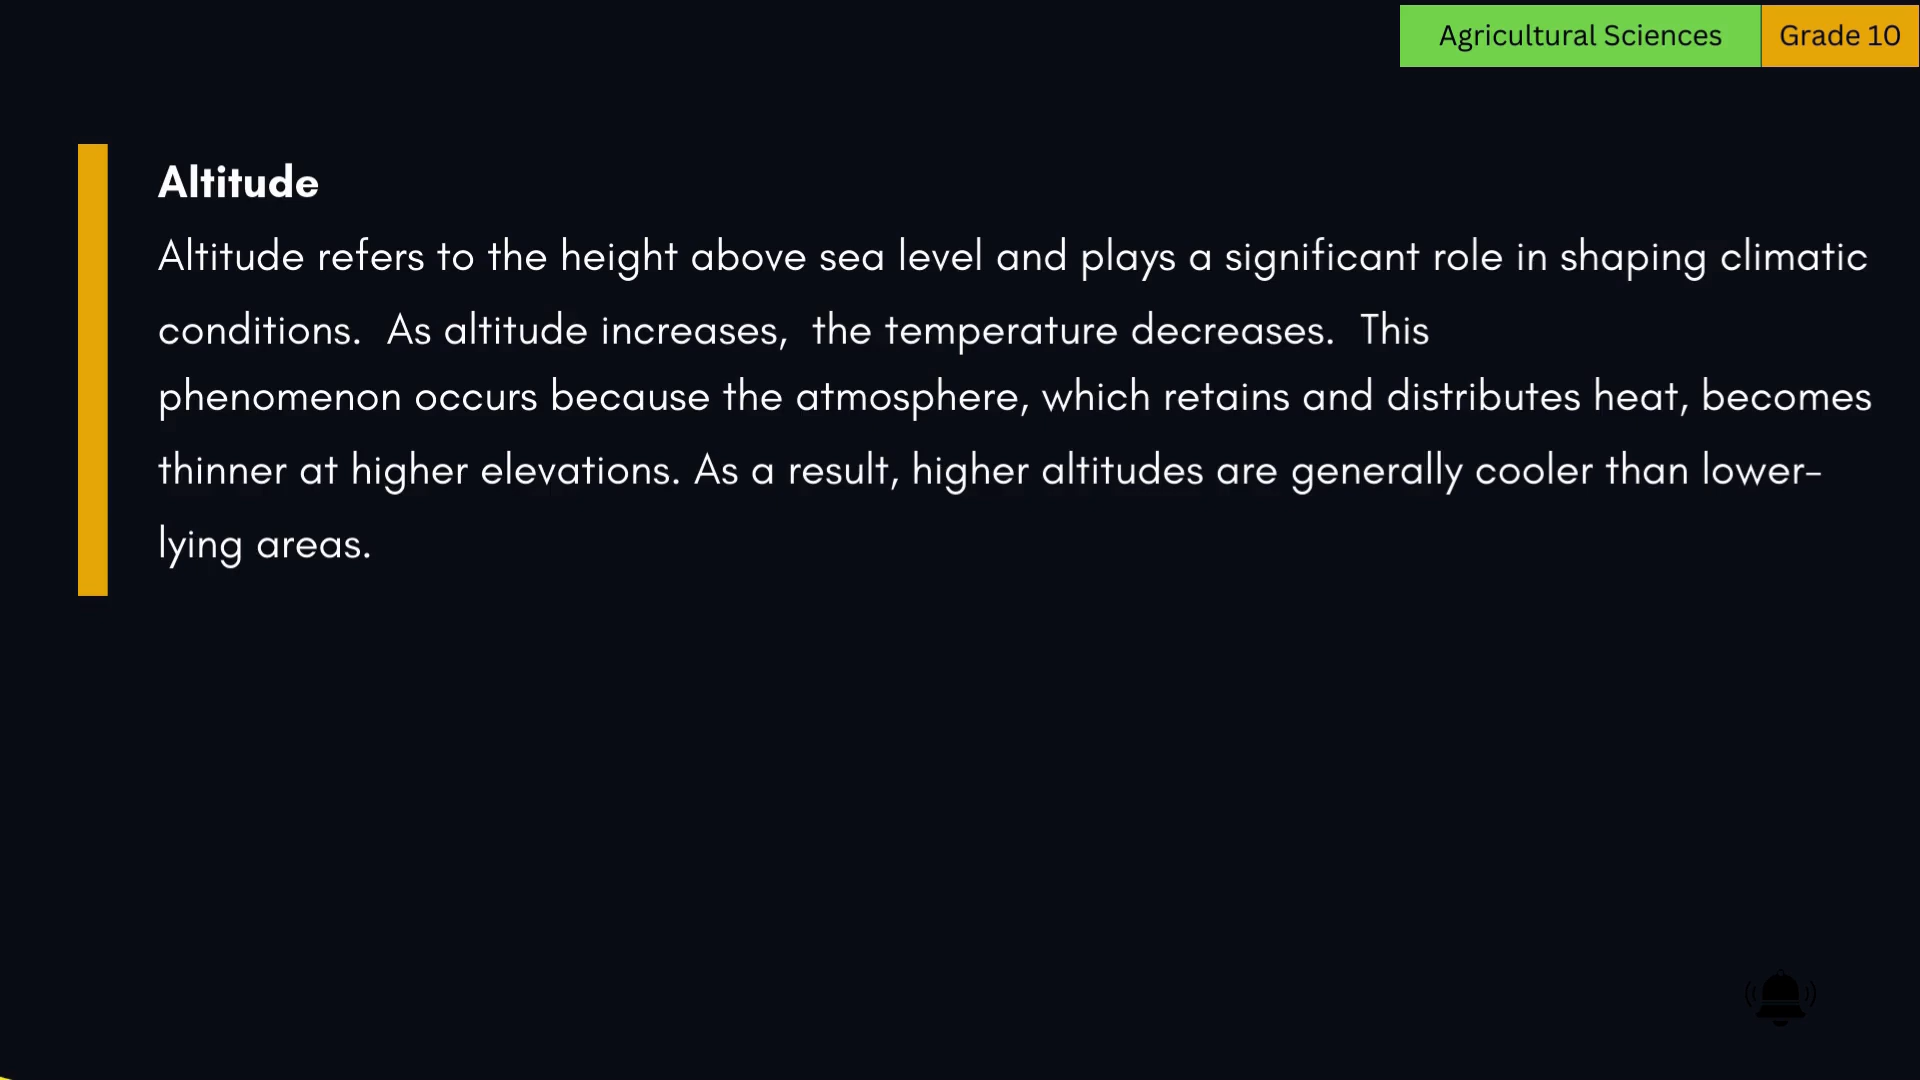 Agricultural Sciences
Grade 10
Altitude
Altitude refers to the height above sea level and plays a significant role in shaping climatic
conditions.  As altitude increases,  the temperature decreases.  This
phenomenon occurs because the atmosphere, which retains and distributes heat, becomes
thinner at higher elevations. As a result, higher altitudes are generally cooler than lower-
lying areas.